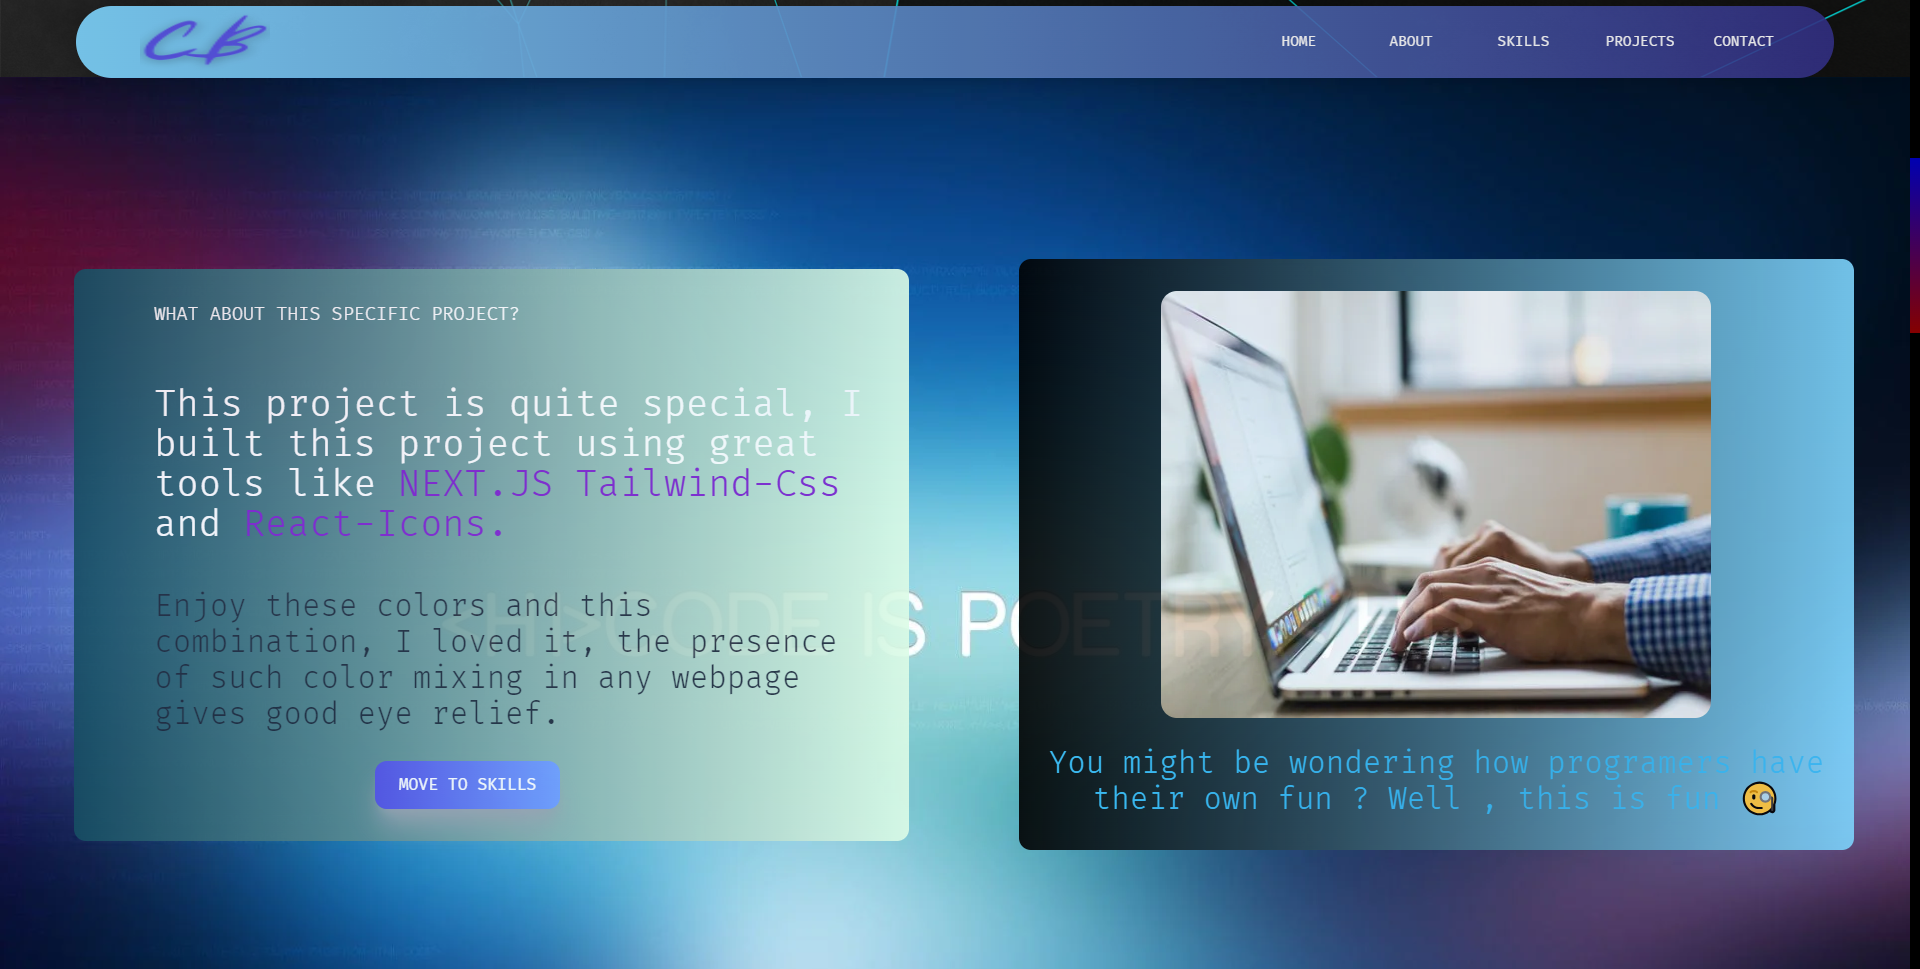 CB
HOME ABOUT SKILLS PROJECTS CONTACT
WHAT ABOUT THIS SPECIFIC PROJECT?
This project is quite special, I
built this project using great
tools like NEXT.JS Tailwind-Css
and React-Icons.
Enjoy these colors and this
combination, I loved it, the presence
of such color mixing in any webpage
gives good eye relief.
<H1>CODE IS POETRY
MOVE TO SKILLS
You might be wondering how programers have
their own fun ? Well , this is fun 🧐